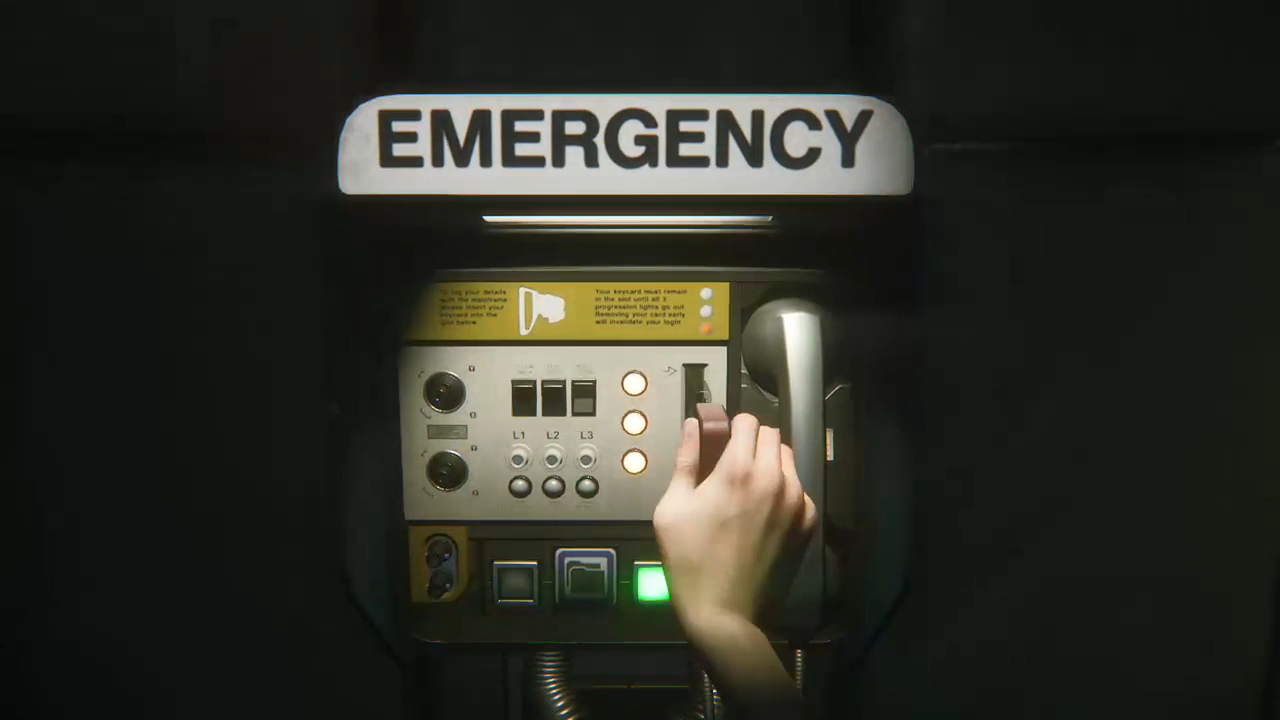 EMERGENCY
To log your details
with the mainframe
please insert your
keycard into the
slot below
Your keycard must remain
in the slot until all 3
progression lights go out
Removing your card early
will invalidate your login
L1 L2 L3